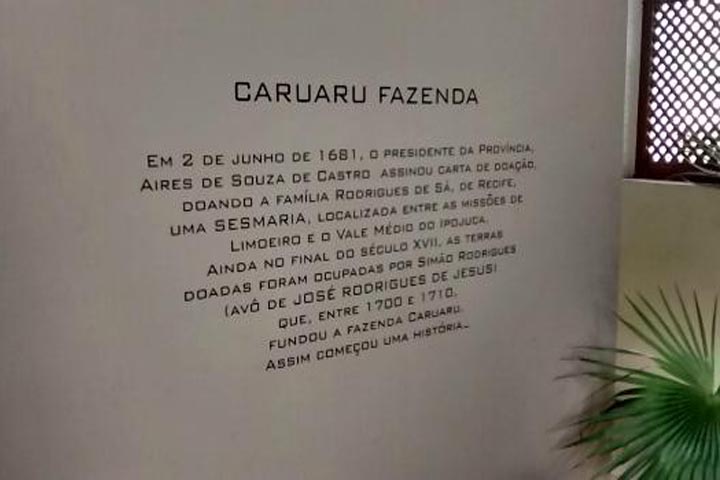 CARUARU FAZENDA
EM 2 DE JUNHO DE 1681, O PRESIDENTE DA PROVÍNCIA,
AIRES DE SOUZA DE CASTRO ASSINOU CARTA DE DOAÇÃO,
DOANDO A FAMÍLIA RODRIGUES DE SÁ, DE RECIFE,
UMA SESMARIA, LOCALIZADA ENTRE AS MISSÕES DE
LIMOEIRO E O VALE MÉDIO DO IPOJUCA.
AINDA NO FINAL DO SÉCULO XVII, AS TERRAS
DOADAS FORAM OCUPADAS POR SIMÃO RODRIGUES
(AVÔ DE JOSÉ RODRIGUES DE JESUS)
QUE, ENTRE 1700 E 1710,
FUNDOU A FAZENDA CARUARU.
ASSIM COMEÇOU UMA HISTÓRIA...